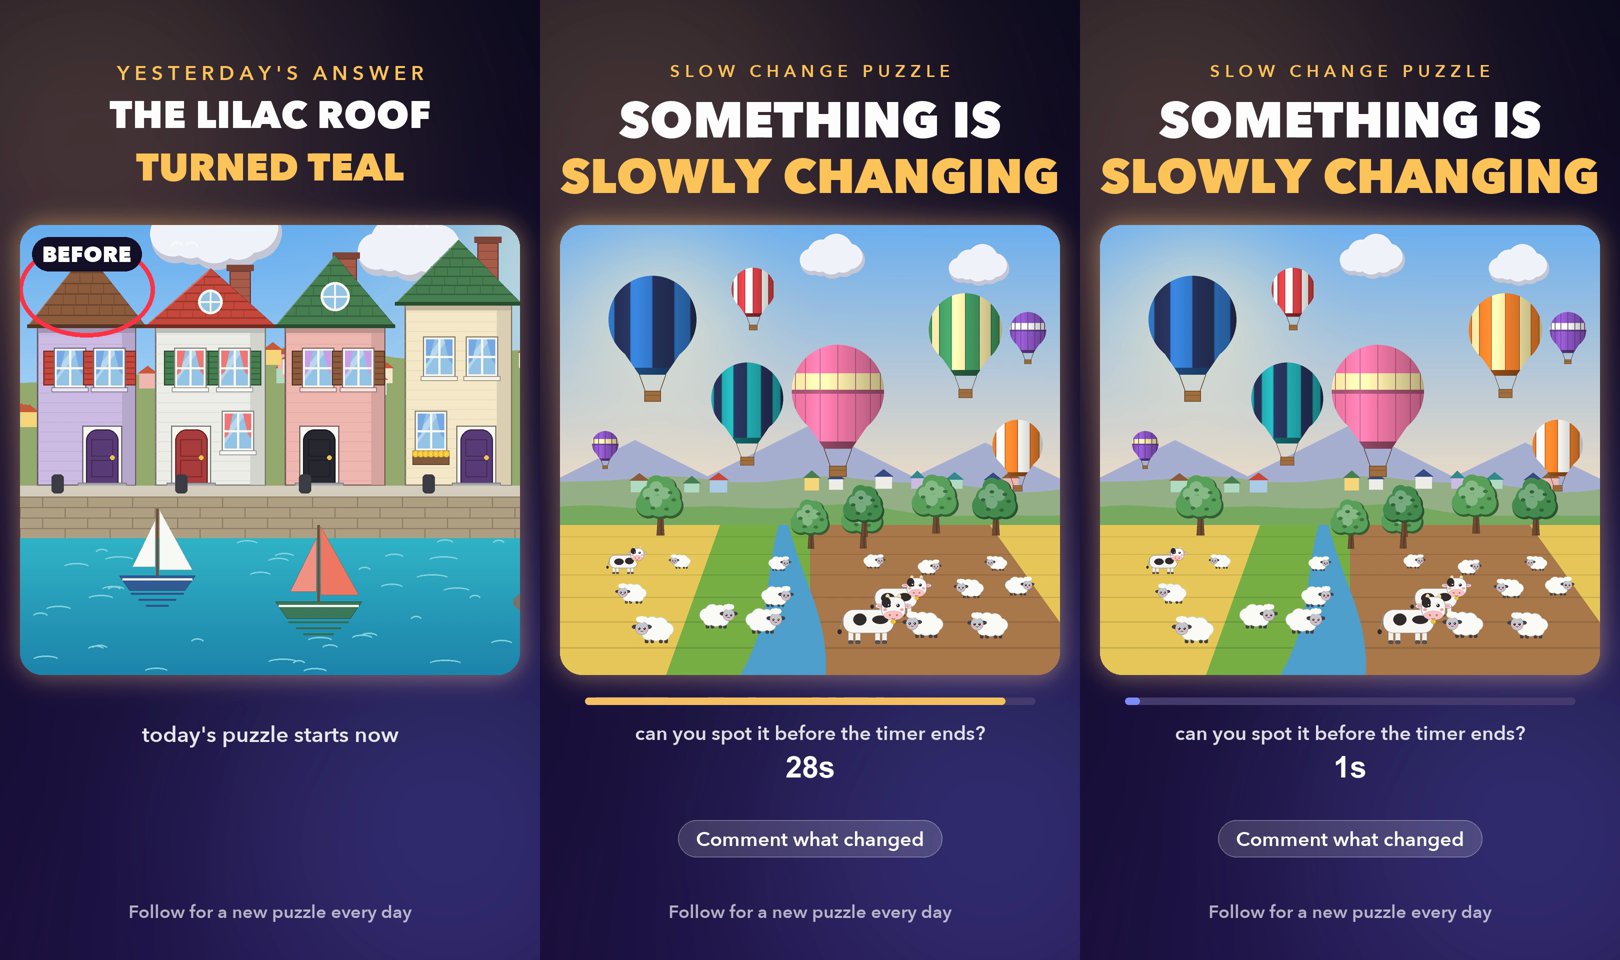 YESTERDAY'S ANSWER
THE LILAC ROOF
TURNED TEAL
BEFORE
today's puzzle starts now
Follow for a new puzzle every day
SLOW CHANGE PUZZLE
SOMETHING IS
SLOWLY CHANGING
can you spot it before the timer ends?
28s
Comment what changed
Follow for a new puzzle every day
SLOW CHANGE PUZZLE
SOMETHING IS
SLOWLY CHANGING
can you spot it before the timer ends?
1s
Comment what changed
Follow for a new puzzle every day